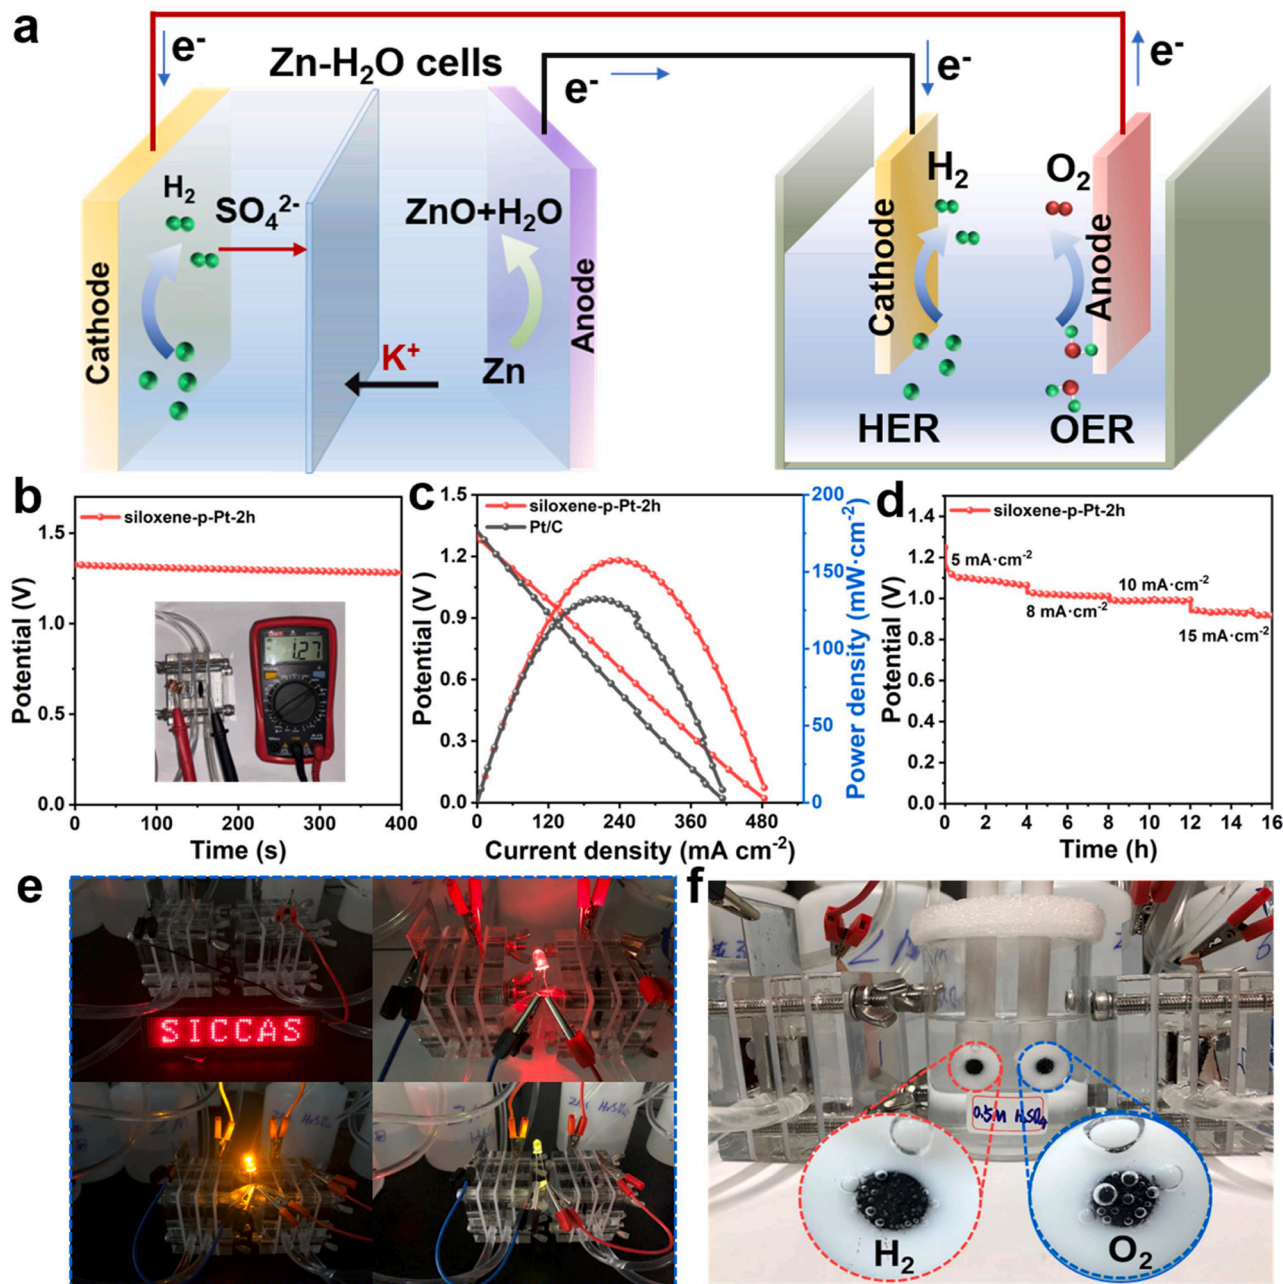 a
e⁻
Zn-H₂O cells
e⁻
e⁻
e⁻
H₂
SO₄²⁻
ZnO+H₂O
Cathode
K⁺
Zn
Anode
H₂
O₂
Cathode
Anode
HER
OER
b
siloxene-p-Pt-2h
1.5
1.0
0.5
0.0
Potential (V)
1.27
0 100 200 300 400
Time (s)
c
siloxene-p-Pt-2h
Pt/C
1.5
1.2
0.9
0.6
0.3
0.0
Potential (V )
200
150
100
50
0
Power density (mW·cm⁻²)
0 120 240 360 480
Current density (mA cm⁻²)
d
siloxene-p-Pt-2h
1.4
1.2
1.0
0.8
1.4
1.2
0.0
Potential (V)
5 mA·cm⁻²
8 mA·cm⁻²
10 mA·cm⁻²
15 mA·cm⁻²
0 2 4 6 8 10 12 14 16
Time (h)
e
SICCAS
2M H₂SO₄
f
2M
0.5M H₂SO₄
H₂
O₂